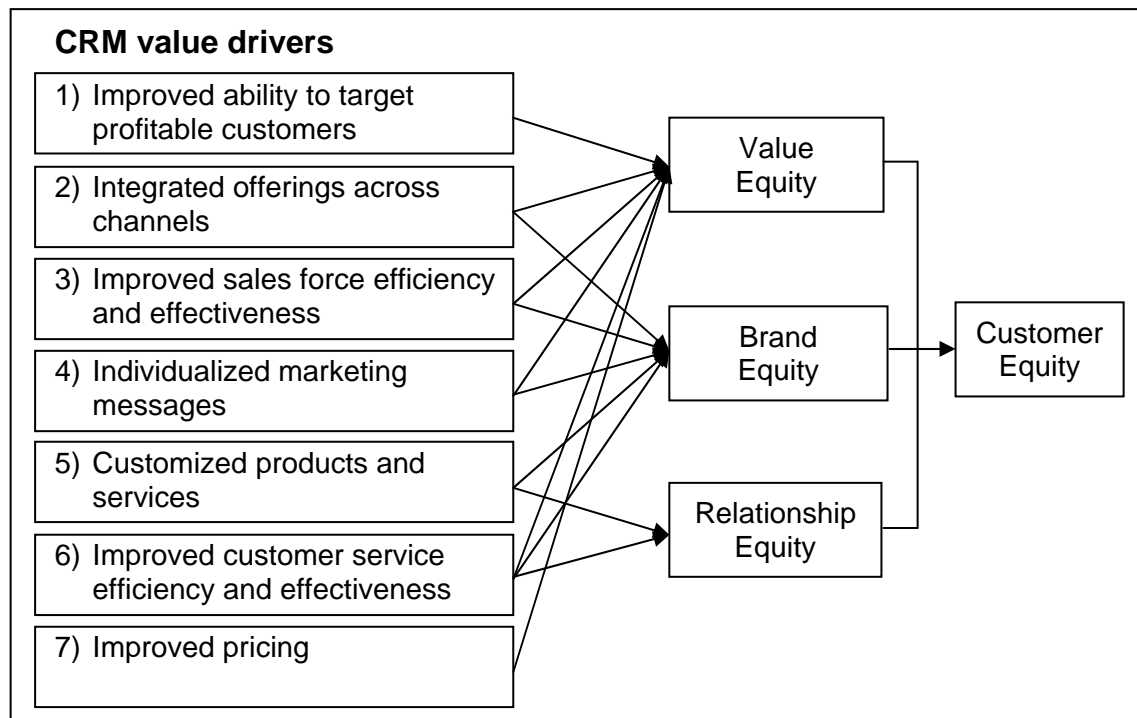 CRM value drivers
1) Improved ability to target
profitable customers
2) Integrated offerings across
channels
3) Improved sales force efficiency
and effectiveness
4) Individualized marketing
messages
5) Customized products and
services
6) Improved customer service
efficiency and effectiveness
7) Improved pricing
Value
Equity
Brand
Equity
Relationship
Equity
Customer
Equity